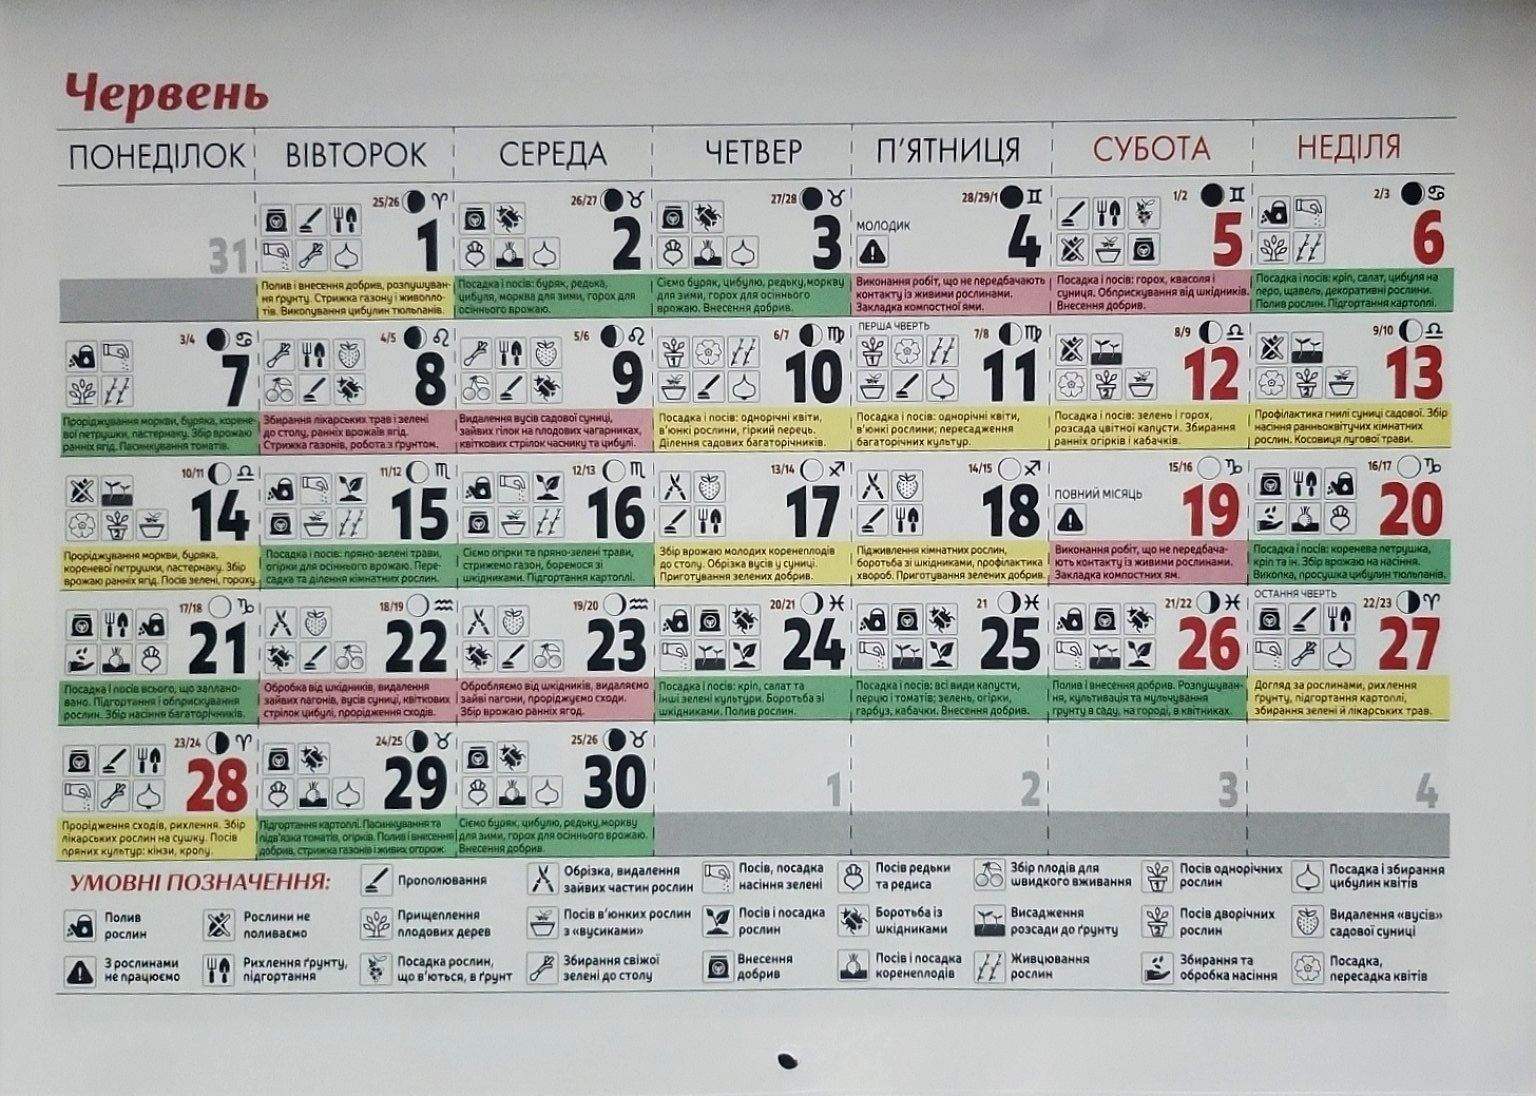 Червень
ПОНЕДІЛОК ВІВТОРОК СЕРЕДА ЧЕТВЕР П'ЯТНИЦЯ СУБОТА НЕДІЛЯ
31
25/26
1
Полив і внесення добрив, розпушуван-
ня ґрунту. Стрижка газону і живопло-
тів. Викопування цибулин тюльпанів.
26/27
2
Посадка і посів: буряк, редька,
цибуля, морква для зими, горох для
осіннього врожаю.
27/28
3
Сіємо буряк, цибулю, редьку, моркву
для зими, горох для осіннього
врожаю. Внесення добрив.
28/29/1
МОЛОДИК
4
Виконання робіт, що не передбачають
контакту із живими рослинами.
Закладка компостної ями.
1/2
5
Посадка і посів: горох, квасоля і
суниця. Обприскування від шкідників.
Внесення добрив.
2/3
6
Посадка і посів: кріп, салат, цибуля на
перо, щавель, декоративні рослини.
Полив рослин. Підгортання картоплі.
3/4
7
Проріджування моркви, буряка, корене-
вої петрушки, пастернаку. Збір врожаю
ранніх ягід. Пасинкування томатів.
4/5
8
Збирання лікарських трав і зелені
до столу, ранніх врожаїв ягід.
Стрижка газонів, робота з ґрунтом.
5/6
9
Видалення вусів садової суниці,
зайвих гілок на плодових чагарниках,
квіткових стрілок часнику та цибулі.
6/7
10
Посадка і посів: однорічні квіти,
в'юнкі рослини, гіркий перець.
Ділення садових багаторічників.
ПЕРША ЧВЕРТЬ
7/8
11
Посадка і посів: однорічні квіти,
в'юнкі рослини; пересадження
багаторічних культур.
8/9
12
Посадка і посів: зелень і горох,
розсада цвітної капусти. Збирання
ранніх огірків і кабачків.
9/10
13
Профілактика гнилі суниці садової. Збір
насіння ранньоквітучих кімнатних
рослин. Косовиця лугової трави.
10/11
14
Проріджування моркви, буряка,
кореневої петрушки, пастернаку. Збір
врожаю ранніх ягід. Посів зелені, гороху.
11/12
15
Посадка і посів: пряно-зелені трави,
огірки для осіннього врожаю. Пере-
садка та ділення кімнатних рослин.
12/13
16
Сіємо огірки та пряно-зелені трави,
стрижемо газон, боремося зі
шкідниками. Підгортання картоплі.
13/14
17
Збір врожаю молодих коренеплодів
до столу. Обрізка вусів у суниці.
Приготування зелених добрив.
14/15
18
Підживлення кімнатних рослин,
боротьба зі шкідниками, профілактика
хвороб. Приготування зелених добрив.
15/16
ПОВНИЙ МІСЯЦЬ
19
Виконання робіт, що не передбача-
ють контакту із живими рослинами.
Закладка компостних ям.
16/17
20
Посадка і посів: коренева петрушка,
кріп та ін. Збір врожаю на насіння.
Викопка, просушка цибулин тюльпанів.
17/18
21
Посадка і посів всього, що заплано-
вано. Підгортання і обприскування
рослин. Збір насіння багаторічників.
18/19
22
Обробка від шкідників, видалення
зайвих пагонів, вусів суниці, квіткових
стрілок цибулі, прорідження сходів.
19/20
23
Обробляємо від шкідників, видаляємо
зайві пагони, проріджуємо сходи.
Збір врожаю ранніх ягод.
20/21
24
Посадка і посів: кріп, салат та
інші зелені культури. Боротьба зі
шкідниками. Полив рослин.
21
25
Посадка і посів: всі види капусти,
перцю і томатів; зелень, огірки,
гарбуз, кабачки. Внесення добрив.
21/22
26
Полив і внесення добрив. Розпушуван-
ня, культивація та мульчування
ґрунту в саду, на городі, в квітниках.
ОСТАННЯ ЧВЕРТЬ
22/23
27
Догляд за рослинами, рихлення
ґрунту, підгортання картоплі,
збирання зелені й лікарських трав.
23/24
28
Прорідження сходів, рихлення. Збір
лікарських рослин на сушку. Посів
пряних культур: кінзи, кропу.
24/25
29
Підгортання картоплі. Пасинкування та
підв'язка томатів, огірків. Полив і внесення
добрив, стрижка газонів і живих огорож.
25/26
30
Сіємо буряк, цибулю, редьку, моркву
для зими, горох для осіннього врожаю.
Внесення добрив.
1
2
3
4
УМОВНІ ПОЗНАЧЕННЯ:
Прополювання
Обрізка, видалення
зайвих частин рослин
Посів, посадка
насіння зелені
Посів редьки
та редиса
Збір плодів для
швидкого вживання
Посів однорічних
рослин
Посадка і збирання
цибулин квітів
Полив
рослин
Рослини не
поливаємо
Прищеплення
плодових дерев
Посів в'юнких рослин
з «вусиками»
Посів і посадка
рослин
Боротьба із
шкідниками
Висадження
розсади до ґрунту
Посів дворічних
рослин
Видалення «вусів»
садової суниці
З рослинами
не працюємо
Рихлення ґрунту,
підгортання
Посадка рослин,
що в'ються, в ґрунт
Збирання свіжої
зелені до столу
Внесення
добрив
Посів і посадка
коренеплодів
Живцювання
рослин
Збирання та
обробка насіння
Посадка,
пересадка квітів